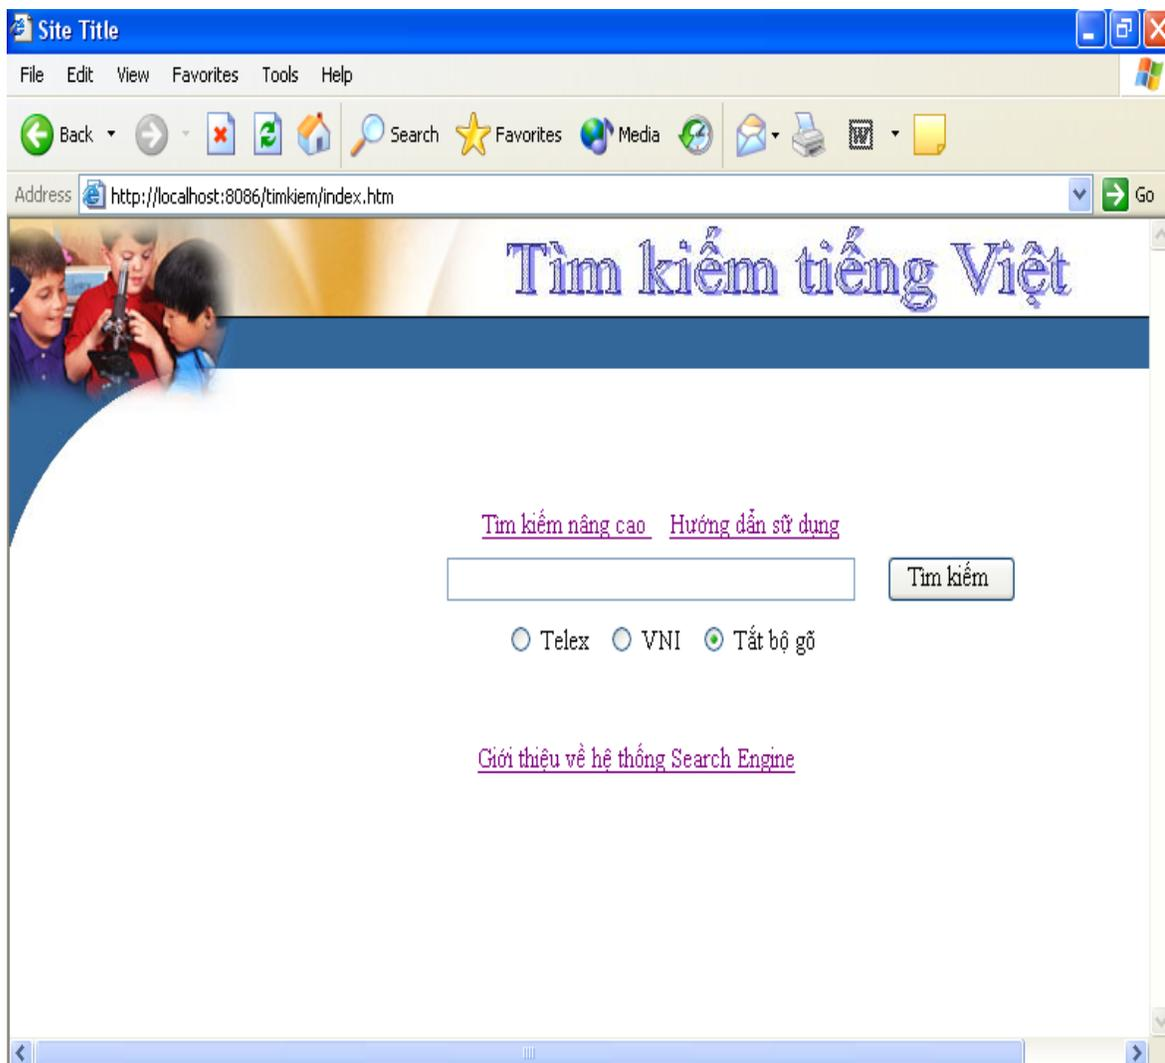 Site Title
File Edit View Favorites Tools Help
Back Search Favorites Media
Address http://localhost:8086/timkiem/index.htm Go
Tìm kiếm tiếng Việt
Tìm kiếm nâng cao Hướng dẩn sữ dụng
Tìm kiếm
Telex VNI Tắt bộ gõ
Giới thiệu về hệ thống Search Engine